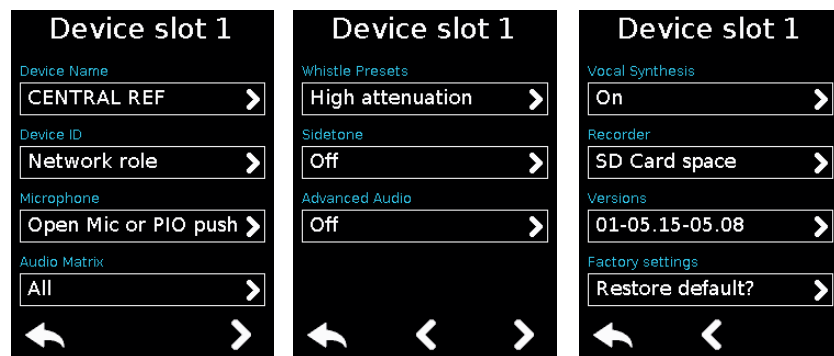 Device slot 1
Device Name
CENTRAL REF
Device ID
Network role
Microphone
Open Mic or PIO push
Audio Matrix
All
Device slot 1
Whistle Presets
High attenuation
Sidetone
Off
Advanced Audio
Off
Device slot 1
Vocal Synthesis
On
Recorder
SD Card space
Versions
01-05.15-05.08
Factory settings
Restore default?